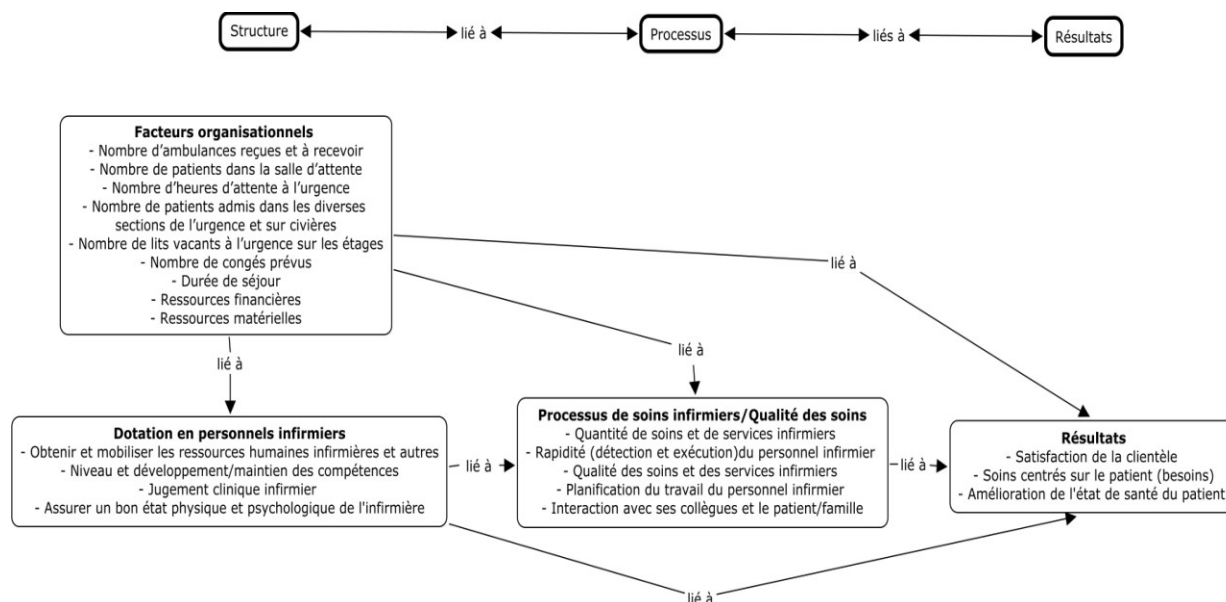 Structure
lié à
Processus
liés à
Résultats
Facteurs organisationnels
- Nombre d'ambulances reçues et à recevoir
- Nombre de patients dans la salle d'attente
- Nombre d'heures d'attente à l'urgence
- Nombre de patients admis dans les diverses
sections de l'urgence et sur civières
- Nombre de lits vacants à l'urgence sur les étages
- Nombre de congés prévus
- Durée de séjour
- Ressources financières
- Ressources matérielles
lié à
lié à
lié à
Dotation en personnels infirmiers
- Obtenir et mobiliser les ressources humaines infirmières et autres
- Niveau et développement/maintien des compétences
- Jugement clinique infirmier
- Assurer un bon état physique et psychologique de l'infirmière
lié à
Processus de soins infirmiers/Qualité des soins
- Quantité de soins et de services infirmiers
- Rapidité (détection et exécution)du personnel infirmier
- Qualité des soins et des services infirmiers
- Planification du travail du personnel infirmier
- Interaction avec ses collègues et le patient/famille
lié à
Résultats
- Satisfaction de la clientèle
- Soins centrés sur le patient (besoins)
- Amélioration de l'état de santé du patient
lié à